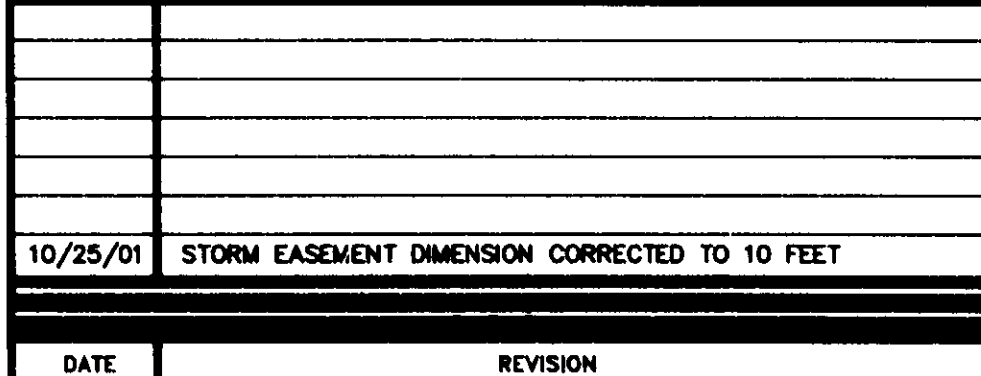 10/25/01 STORM EASEMENT DIMENSION CORRECTED TO 10 FEET
DATE REVISION